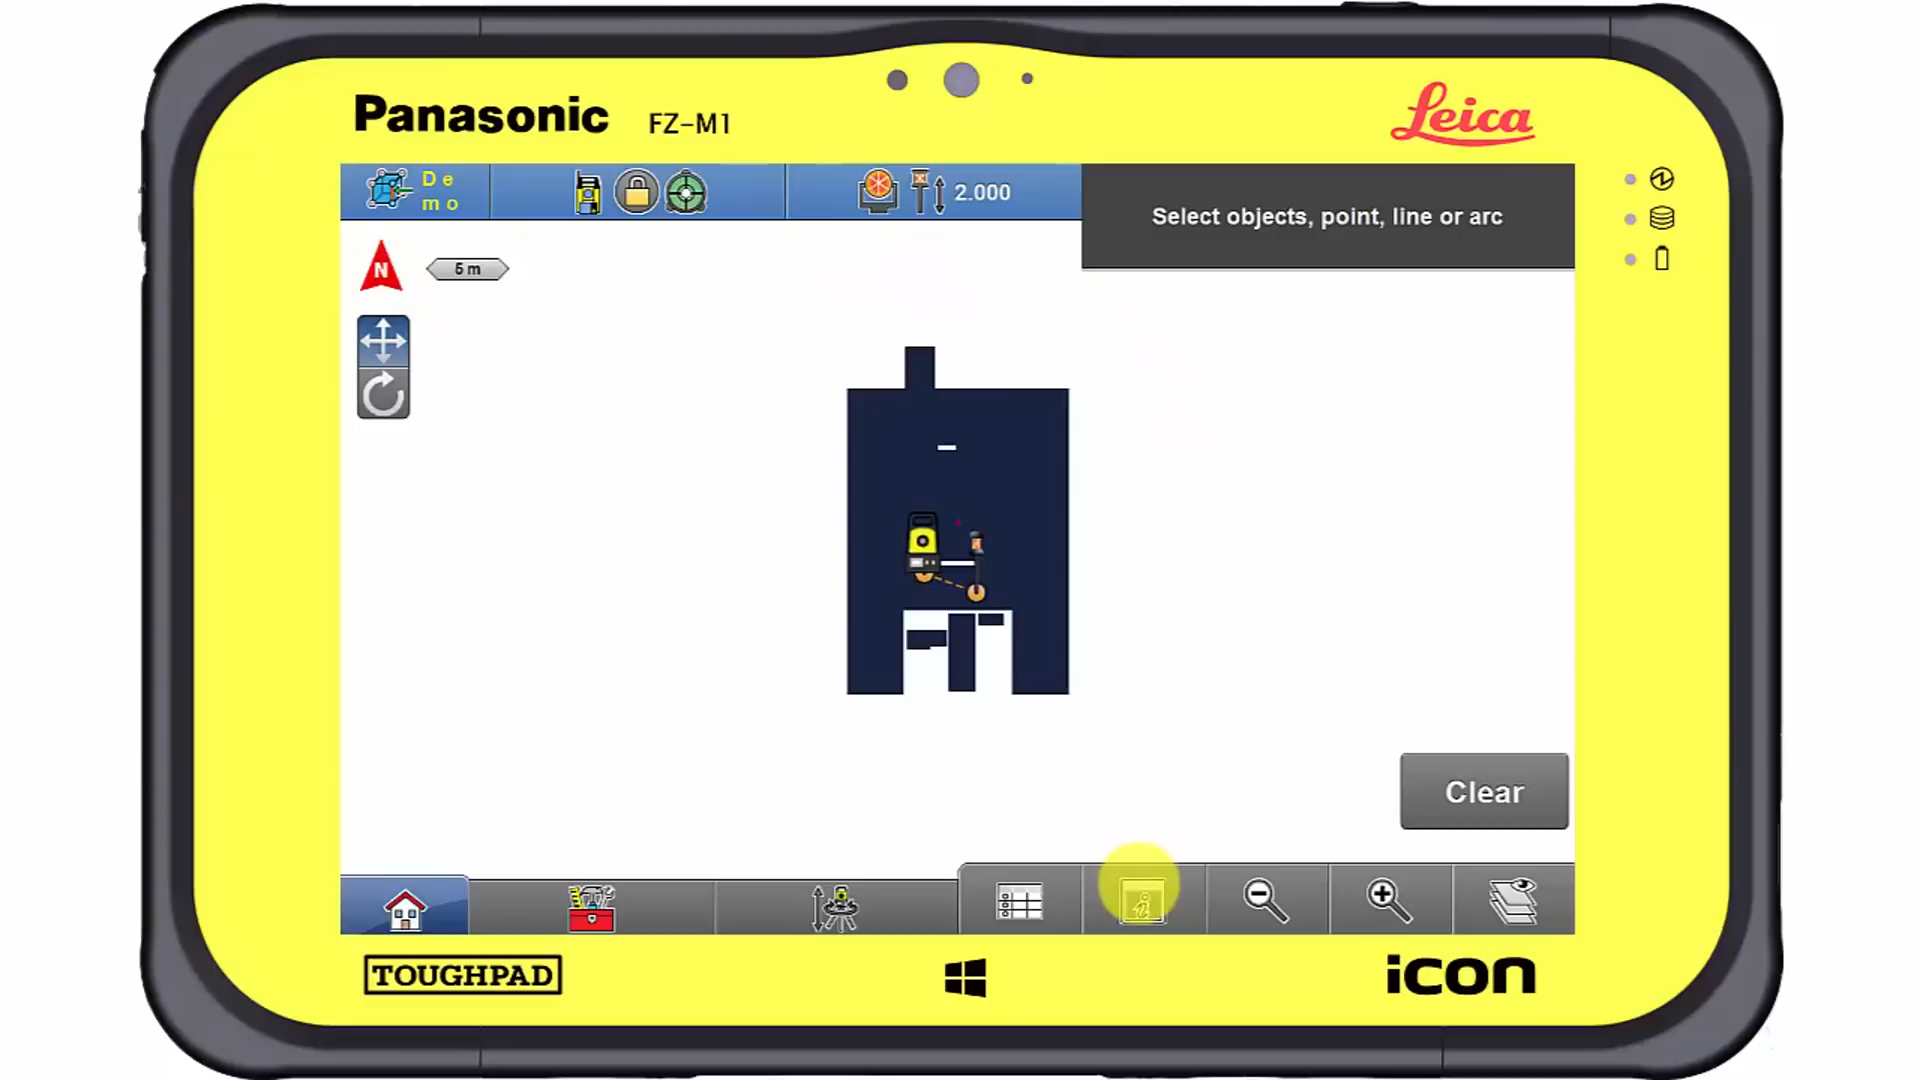 Panasonic FZ-M1 Leica
De
mo
2.000
Select objects, point, line or arc
N
5 m
Clear
i
TOUGHPAD
icon